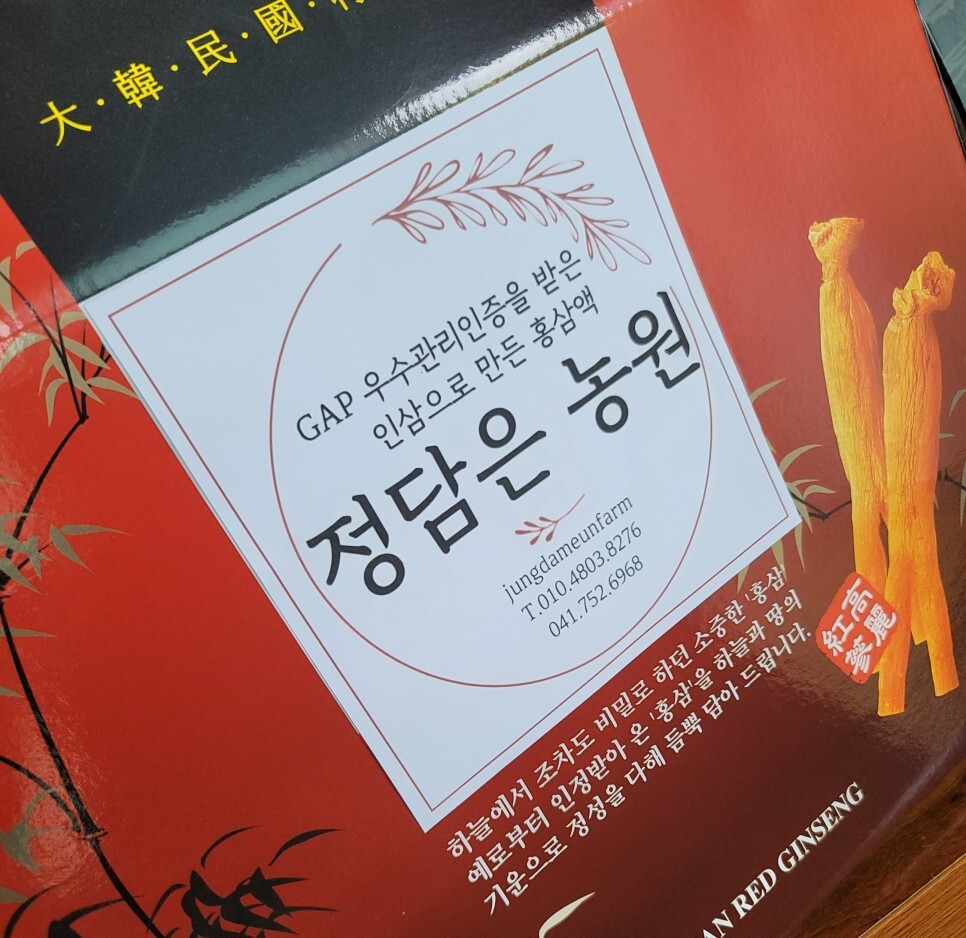 大·韓·民·國·
GAP 우수관리인증을 받은
인삼으로 만든 홍삼액
정담은 농원
jungdameunfarm
T.010.4803.8276
041.752.6968
高麗
紅蔘
하늘에서 조차도 비밀로 하던 소중한 '홍삼'
예로부터 인정받아 온 '홍삼'을 하늘과 땅의
기운으로 정성을 다해 듬뿍 담아 드립니다.
RED GINSENG